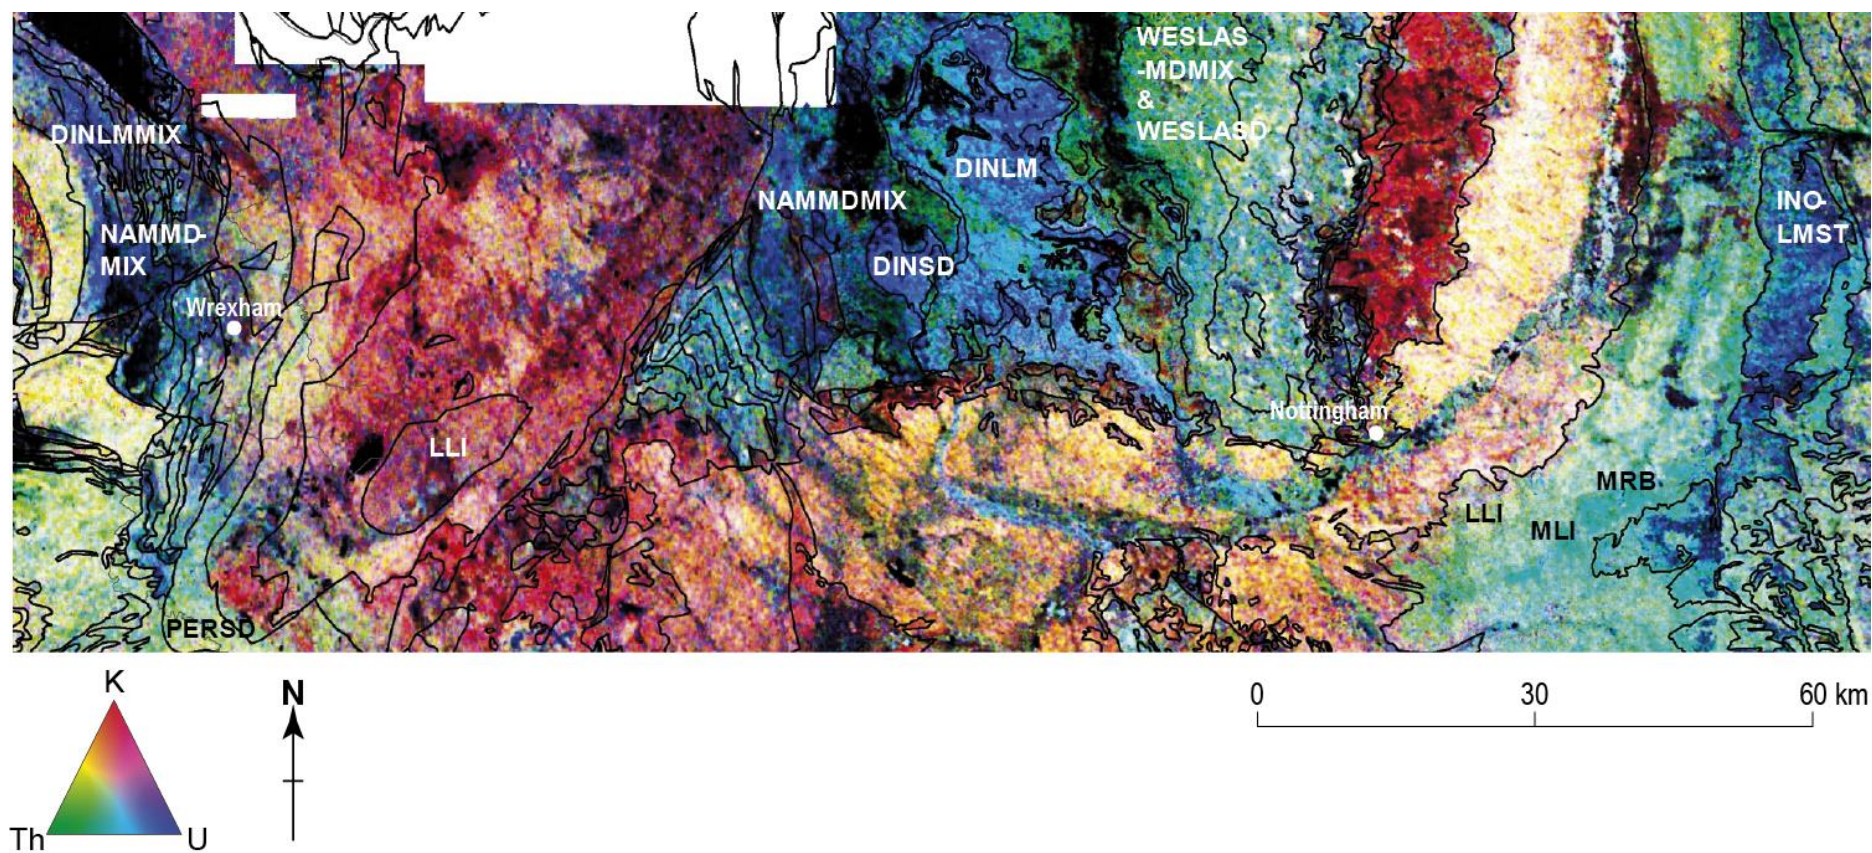 WESLAS
-MDMIX
&
WESLASD
DINLMMIX
DINLM
NAMMDMIX
INO-
LMST
NAMMD-
MIX
DINSD
Wrexham
Nottingham
LLI
MRB
LLI
MLI
PERSD
K
Th
U
N
0
30
60 km